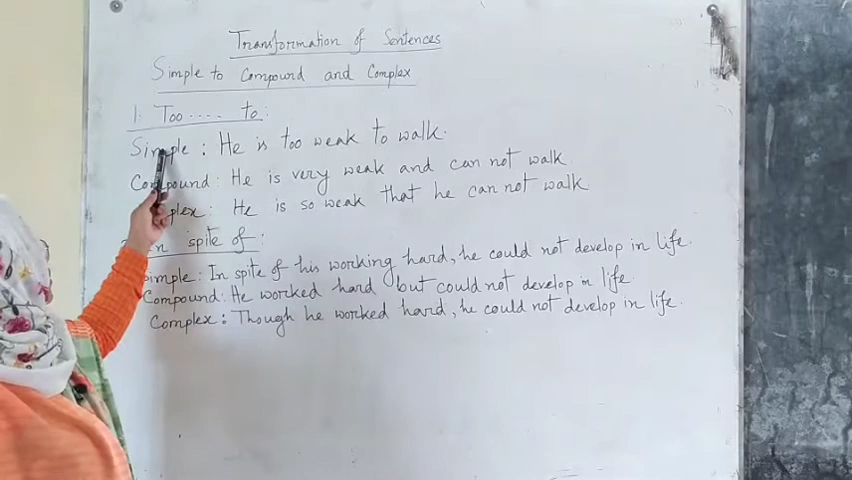 Transformation of Sentences
Simple to Compound and Complex
1. Too .... to:
Simple : He is too weak to walk.
Compound : He is very weak and can not walk.
plex : He is so weak that he can not walk
n spite of :
Simple : In spite of his working hard, he could not develop in life.
Compound : He worked hard but could not develop in life.
Complex : Though he worked hard, he could not develop in life.